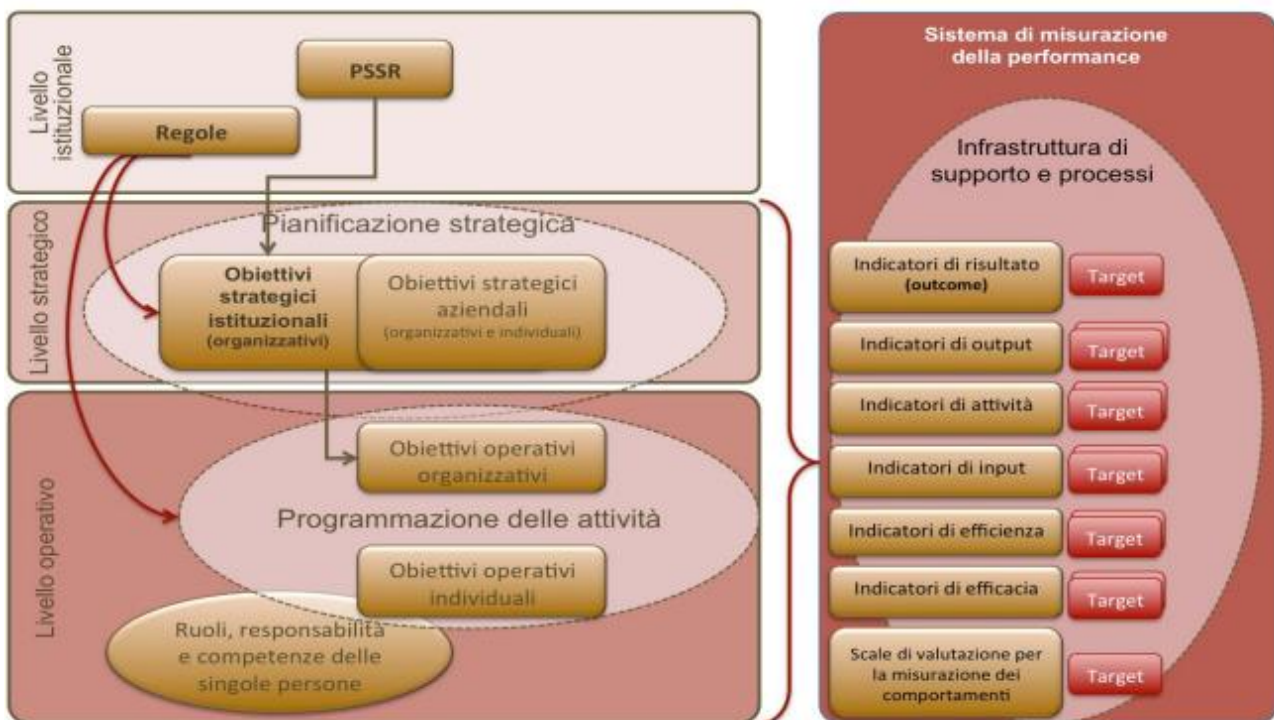 Livello
istituzionale
PSSR
Regole
Livello strategico
Pianificazione strategica
Obiettivi
strategici
istituzionali
(organizzativi)
Obiettivi strategici
aziendali
(organizzativi e individuali)
Livello operativo
Obiettivi operativi
organizzativi
Programmazione delle attività
Obiettivi operativi
individuali
Ruoli, responsabilità
e competenze delle
singole persone
Sistema di misurazione
della performance
Infrastruttura di
supporto e processi
Indicatori di risultato
(outcome)
Target
Indicatori di output
Target
Indicatori di attività
Target
Indicatori di input
Target
Indicatori di efficienza
Target
Indicatori di efficacia
Target
Scale di valutazione per
la misurazione dei
comportamenti
Target